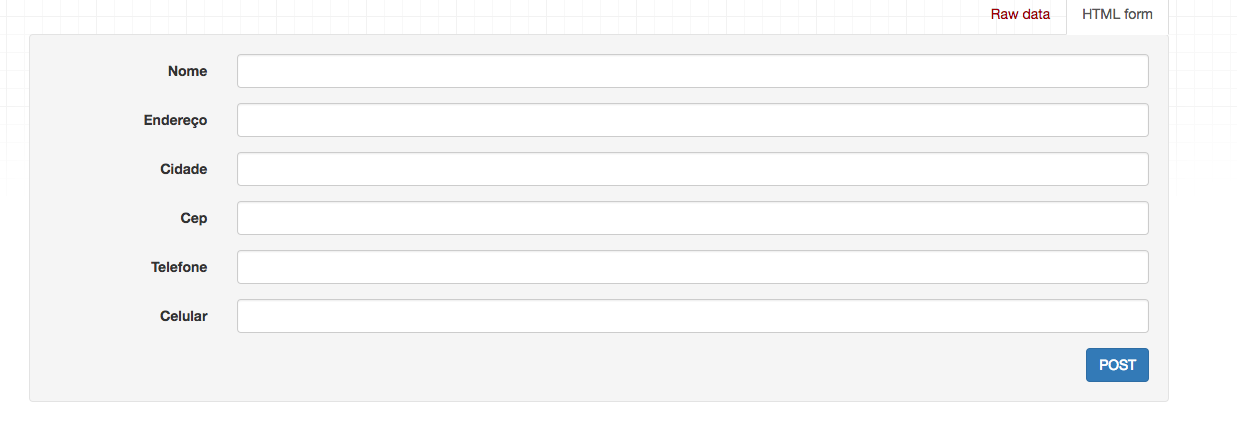 Raw data HTML form
Nome
Endereço
Cidade
Cep
Telefone
Celular
POST